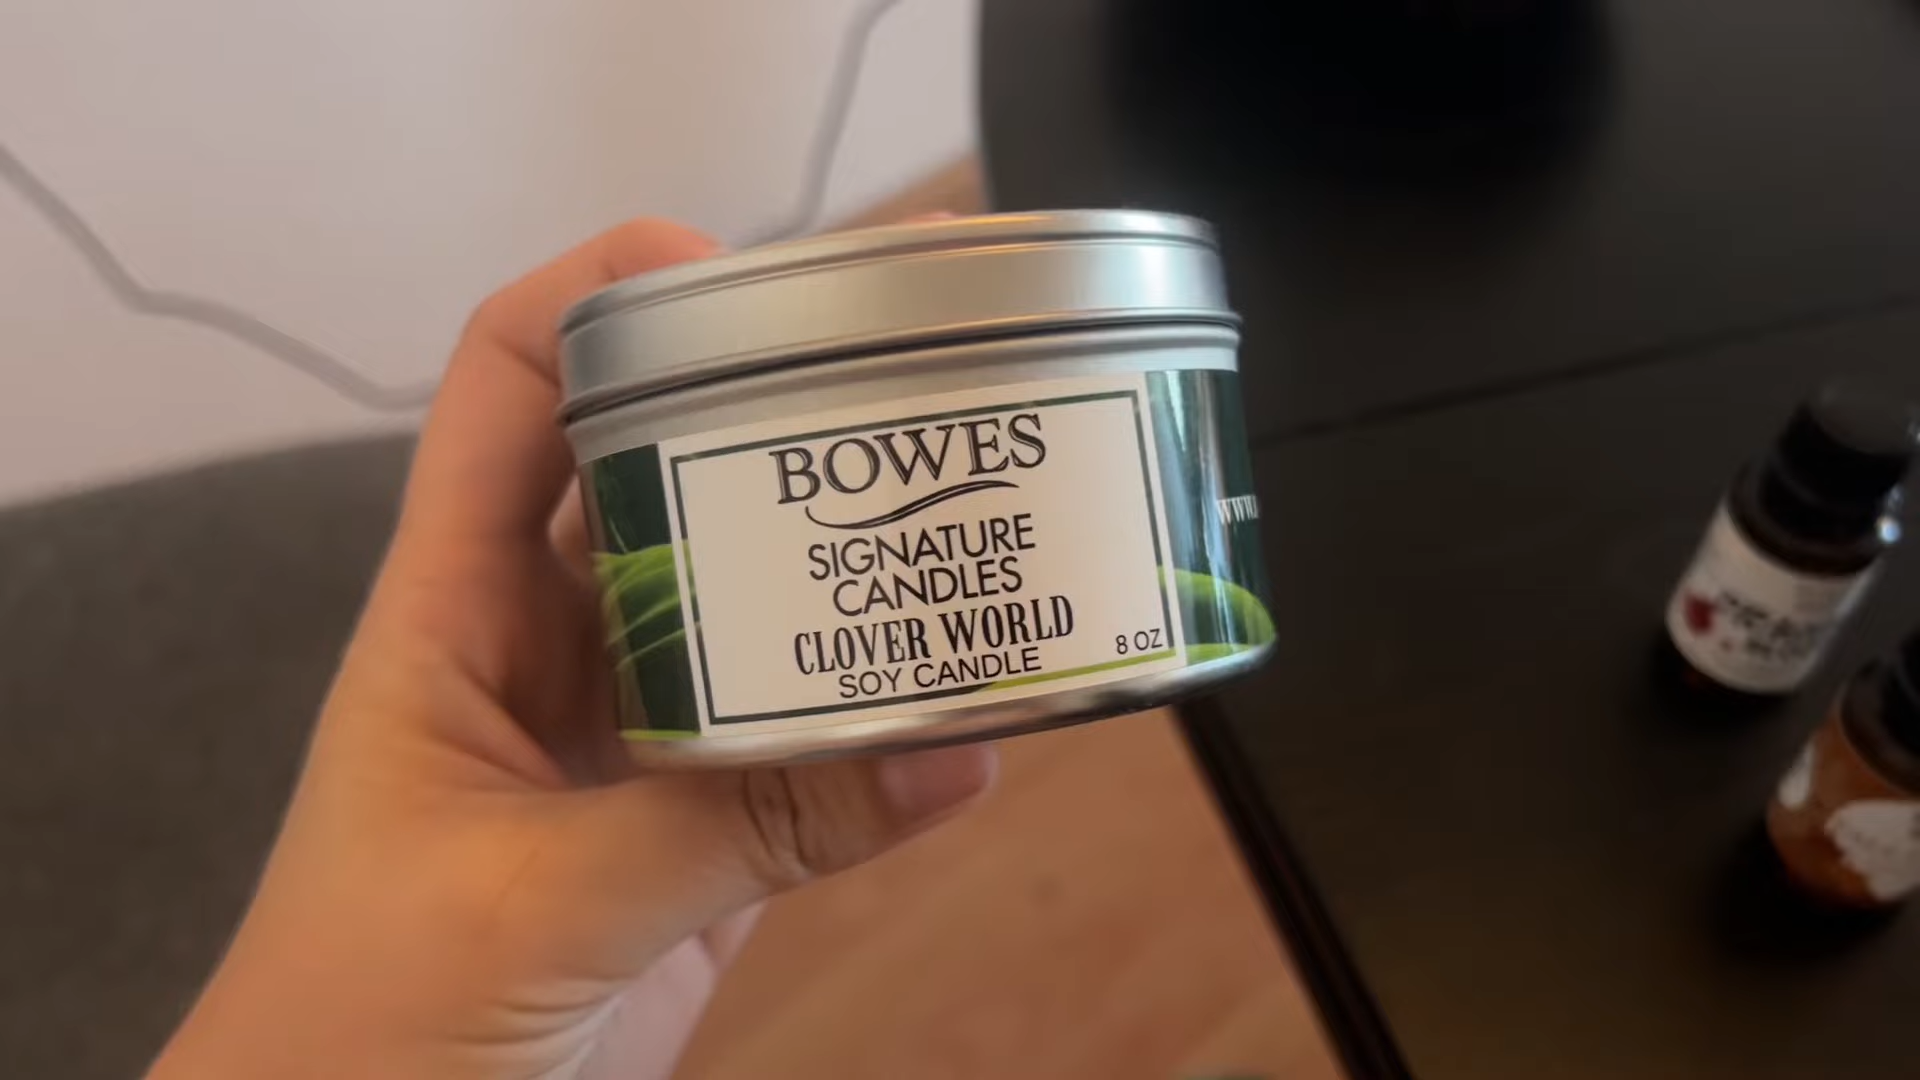 BOWES
SIGNATURE
CANDLES
CLOVER WORLD
SOY CANDLE
8 OZ